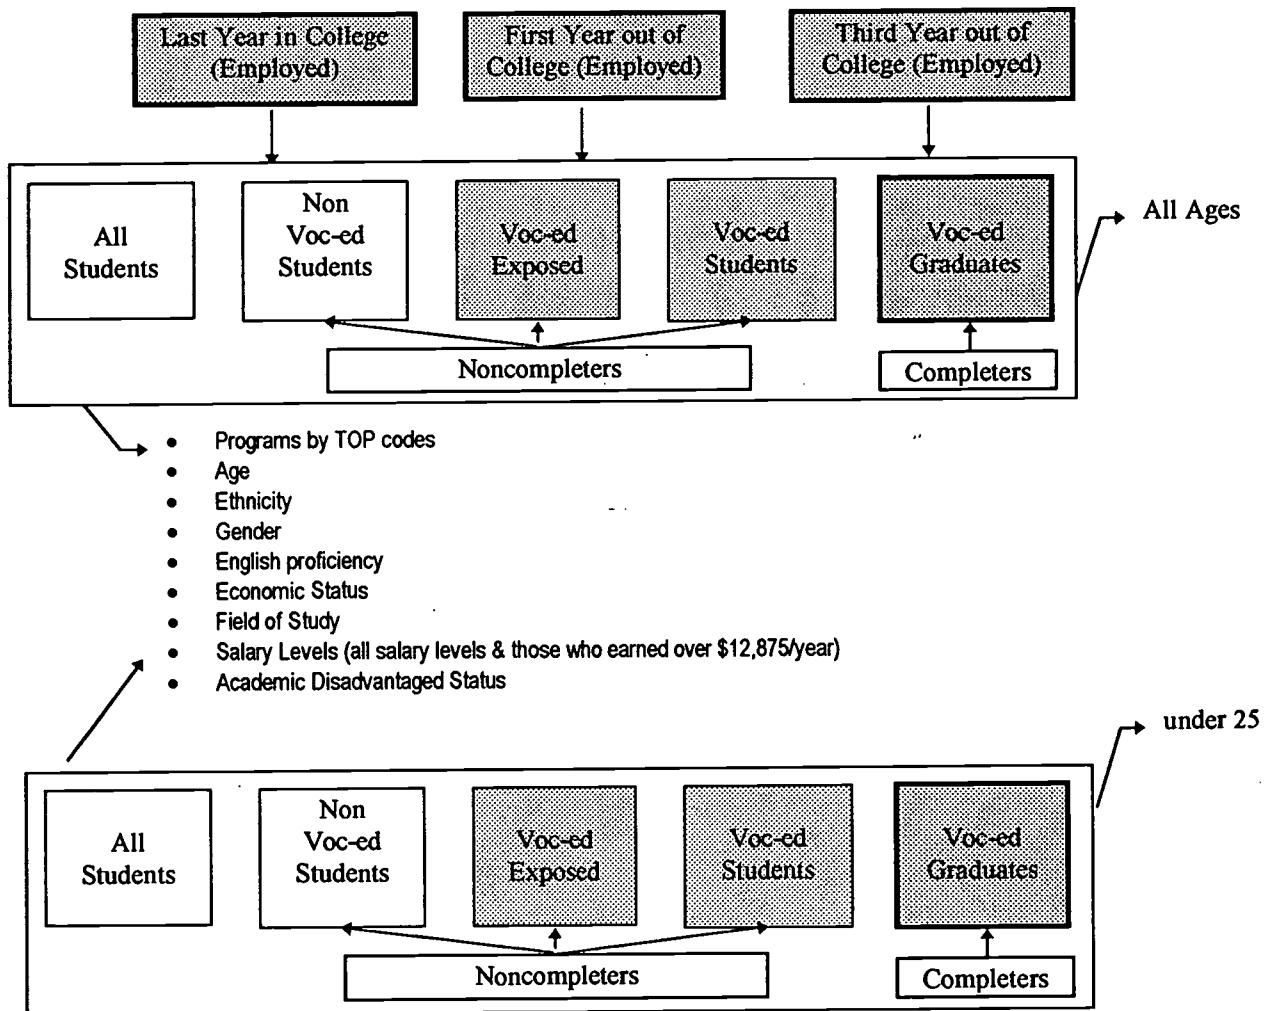 Last Year in College
(Employed)
First Year out of
College (Employed)
Third Year out of
College (Employed)
All
Students
Non
Voc-ed
Students
Voc-ed
Exposed
Voc-ed
Students
Voc-ed
Graduates
All Ages
Noncompleters
Completers
• Programs by TOP codes
• Age
• Ethnicity
• Gender
• English proficiency
• Economic Status
• Field of Study
• Salary Levels (all salary levels & those who earned over $12,875/year)
• Academic Disadvantaged Status
under 25
All
Students
Non
Voc-ed
Students
Voc-ed
Exposed
Voc-ed
Students
Voc-ed
Graduates
Noncompleters
Completers